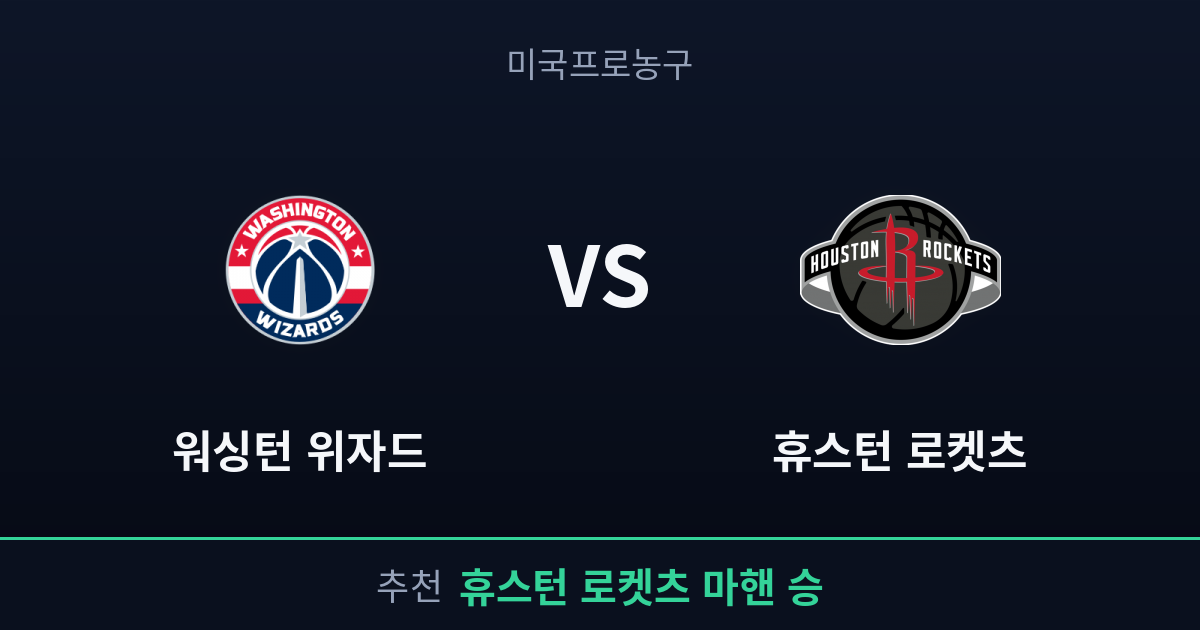 미국프로농구
WASHINGTON
WIZARDS
VS
HOUSTON ROCKETS
워싱턴 위자드
휴스턴 로켓츠
추천 휴스턴 로켓츠 마핸 승